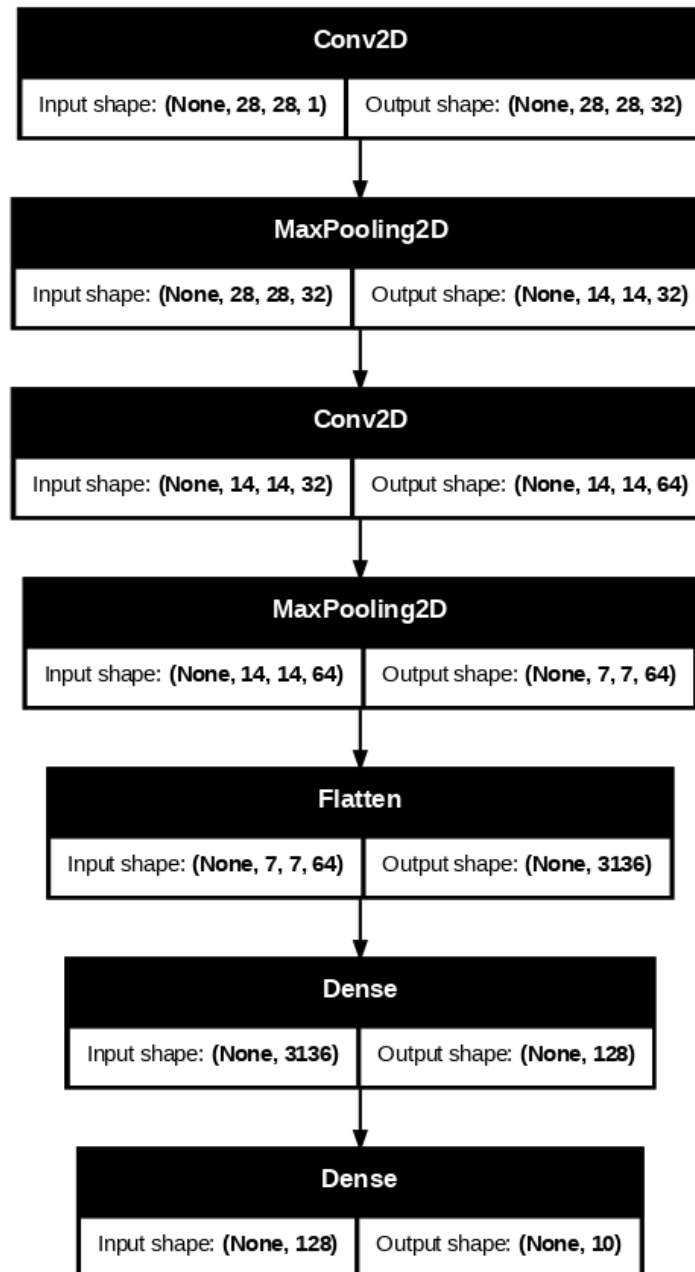 Conv2D
Input shape: (None, 28, 28, 1) Output shape: (None, 28, 28, 32)
MaxPooling2D
Input shape: (None, 28, 28, 32) Output shape: (None, 14, 14, 32)
Conv2D
Input shape: (None, 14, 14, 32) Output shape: (None, 14, 14, 64)
MaxPooling2D
Input shape: (None, 14, 14, 64) Output shape: (None, 7, 7, 64)
Flatten
Input shape: (None, 7, 7, 64) Output shape: (None, 3136)
Dense
Input shape: (None, 3136) Output shape: (None, 128)
Dense
Input shape: (None, 128) Output shape: (None, 10)